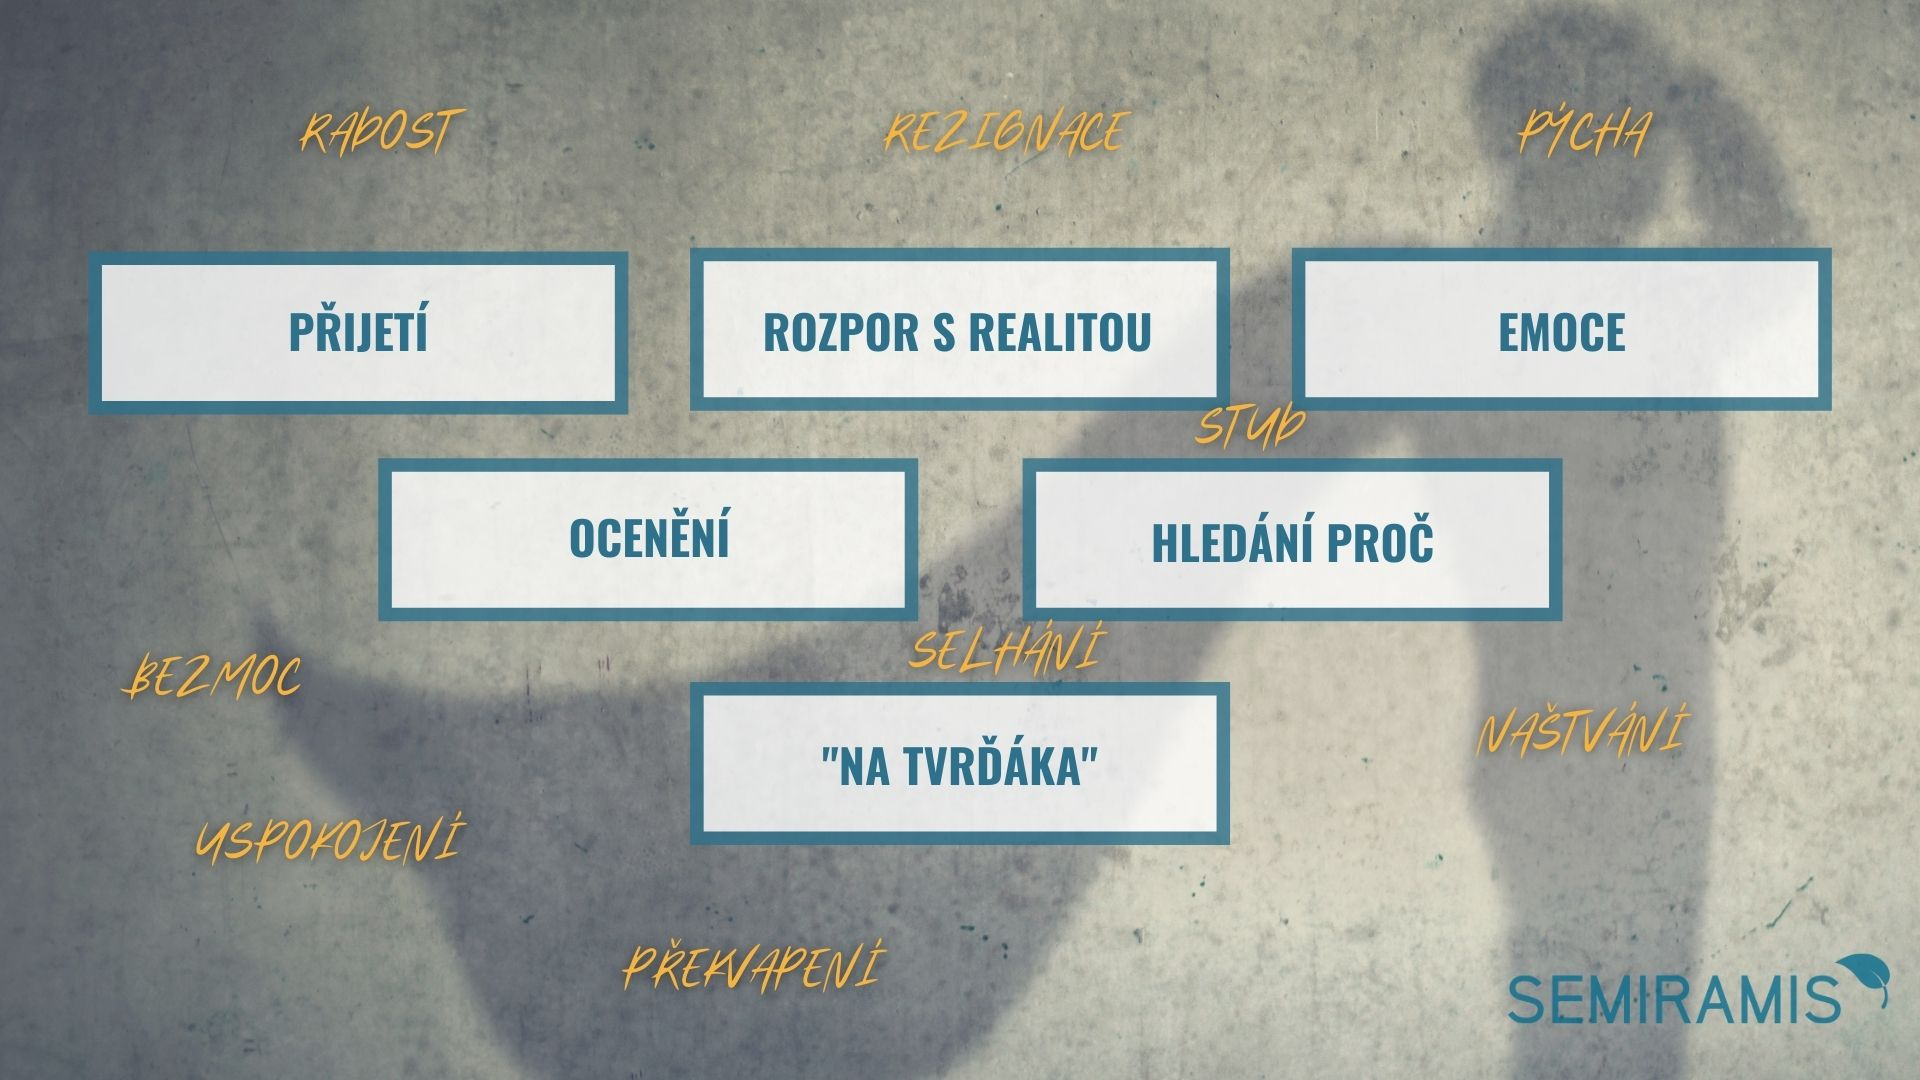 RADOST
REZIGNACE
PÝCHA
PŘIJETÍ
ROZPOR S REALITOU
EMOCE
STUD
OCENĚNÍ
HLEDÁNÍ PROČ
SELHÁNÍ
BEZMOC
"NA TVRĎÁKA"
NAŠTVÁNÍ
USPOKOJENÍ
PŘEKVAPENÍ
SEMIRAMIS